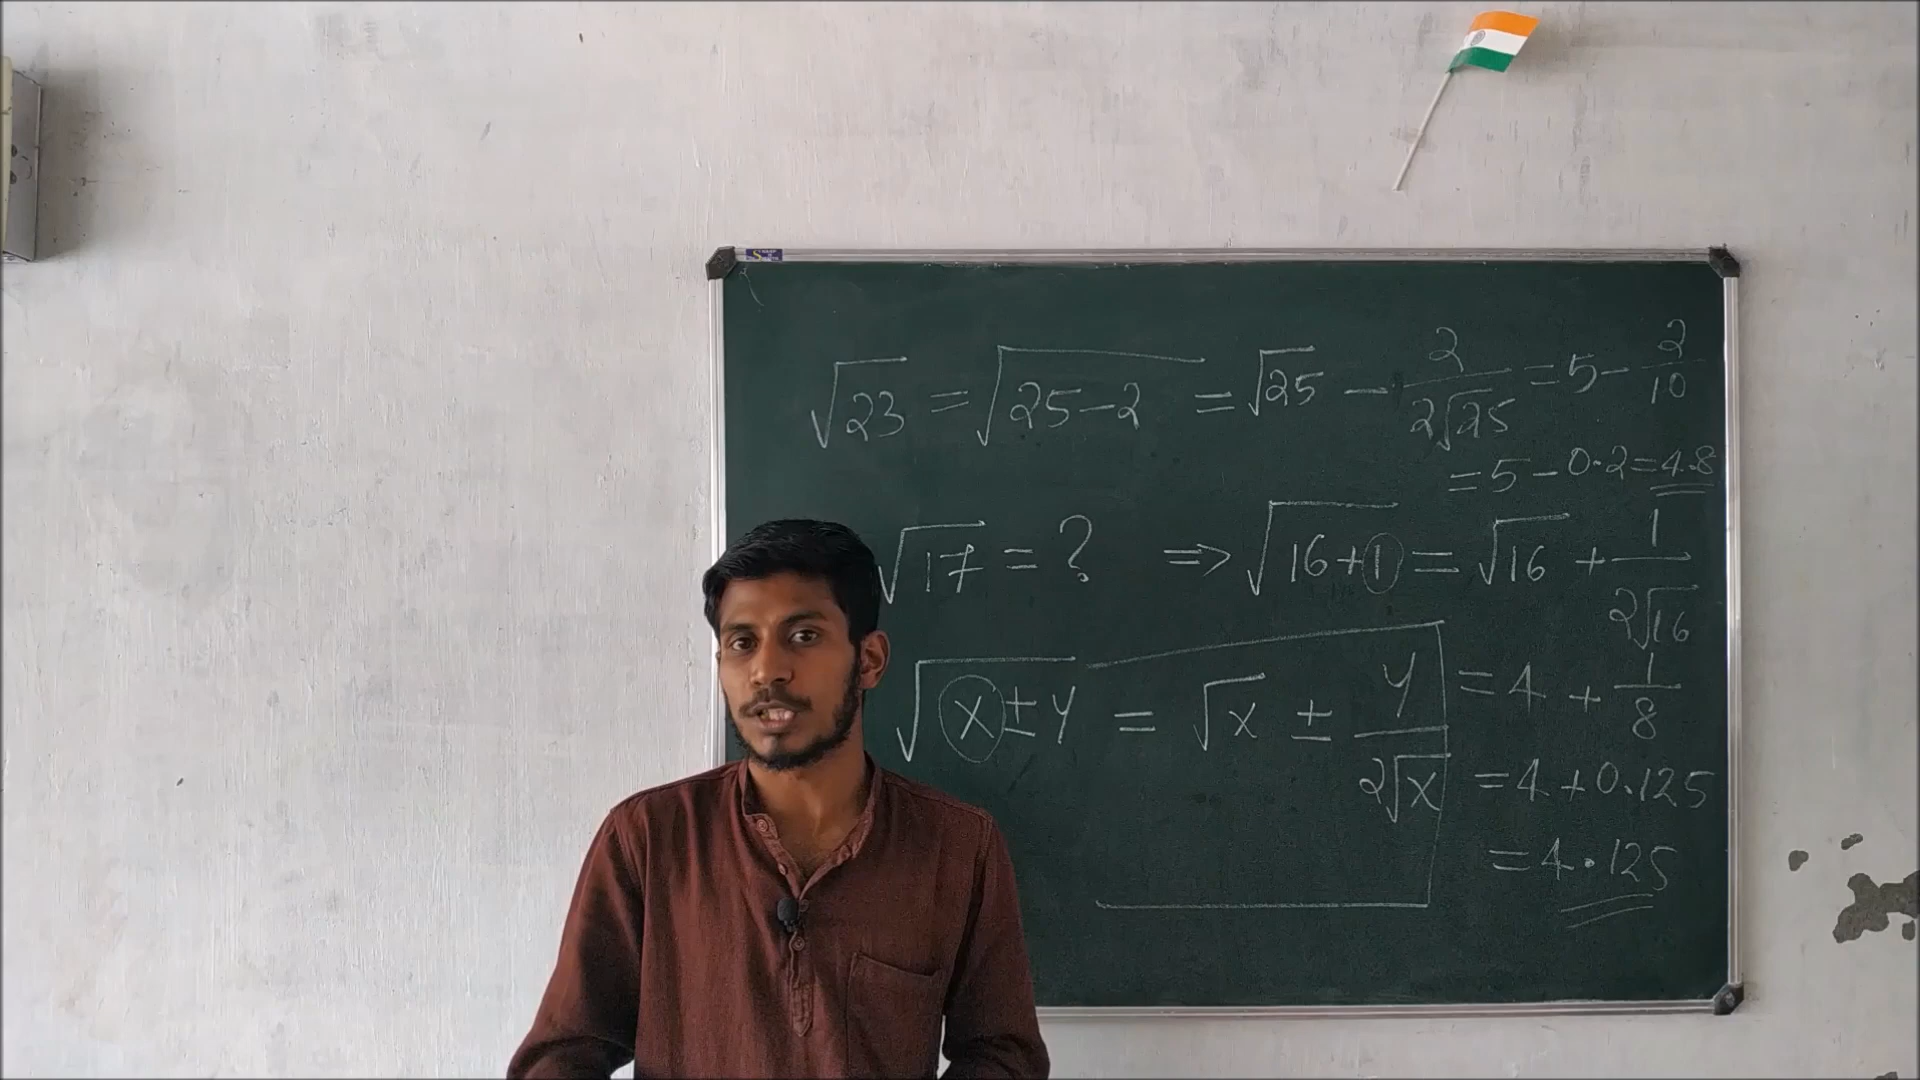 √23 = √25-2 = √25 - 2/2√25 = 5 - 2/10
= 5 - 0.2 = 4.8
√17 = ? ⇒ √16+1 = √16 + 1/2√16
√x±y = √x ± y/2√x
= 4 + 1/8
= 4 + 0.125
= 4.125